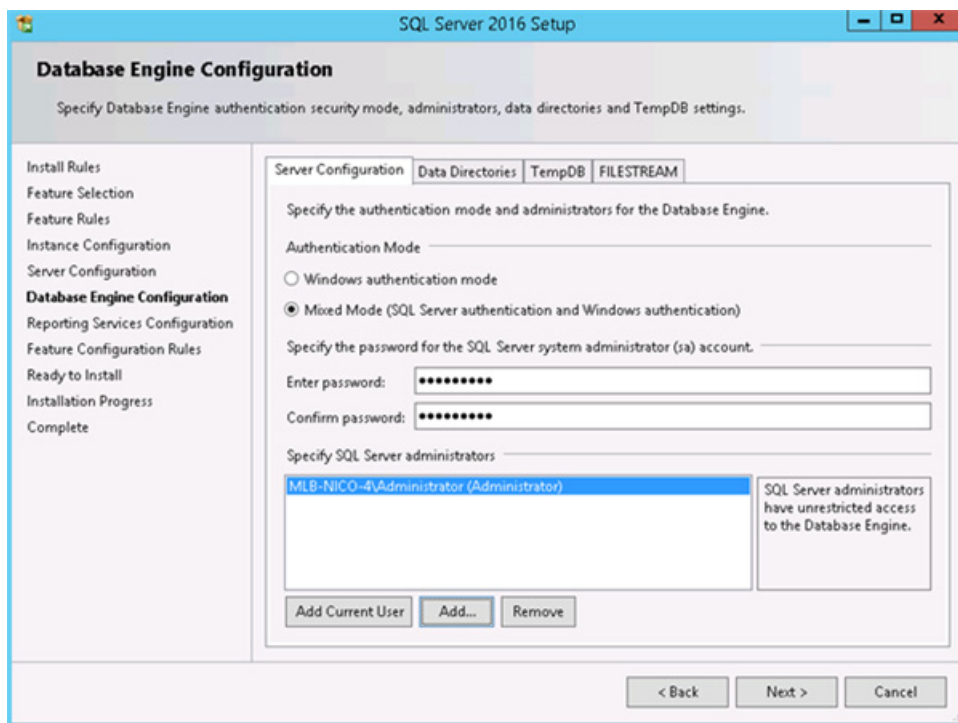 SQL Server 2016 Setup
Database Engine Configuration
Specify Database Engine authentication security mode, administrators, data directories and TempDB settings.
Install Rules
Feature Selection
Feature Rules
Instance Configuration
Server Configuration
Database Engine Configuration
Reporting Services Configuration
Feature Configuration Rules
Ready to Install
Installation Progress
Complete
Server Configuration Data Directories TempDB FILESTREAM
Specify the authentication mode and administrators for the Database Engine.
Authentication Mode
Windows authentication mode
Mixed Mode (SQL Server authentication and Windows authentication)
Specify the password for the SQL Server system administrator (sa) account.
Enter password: •••••••••
Confirm password: •••••••••
Specify SQL Server administrators
MLB-NICO-4\Administrator (Administrator)
SQL Server administrators
have unrestricted access
to the Database Engine.
Add Current User Add... Remove
< Back Next > Cancel